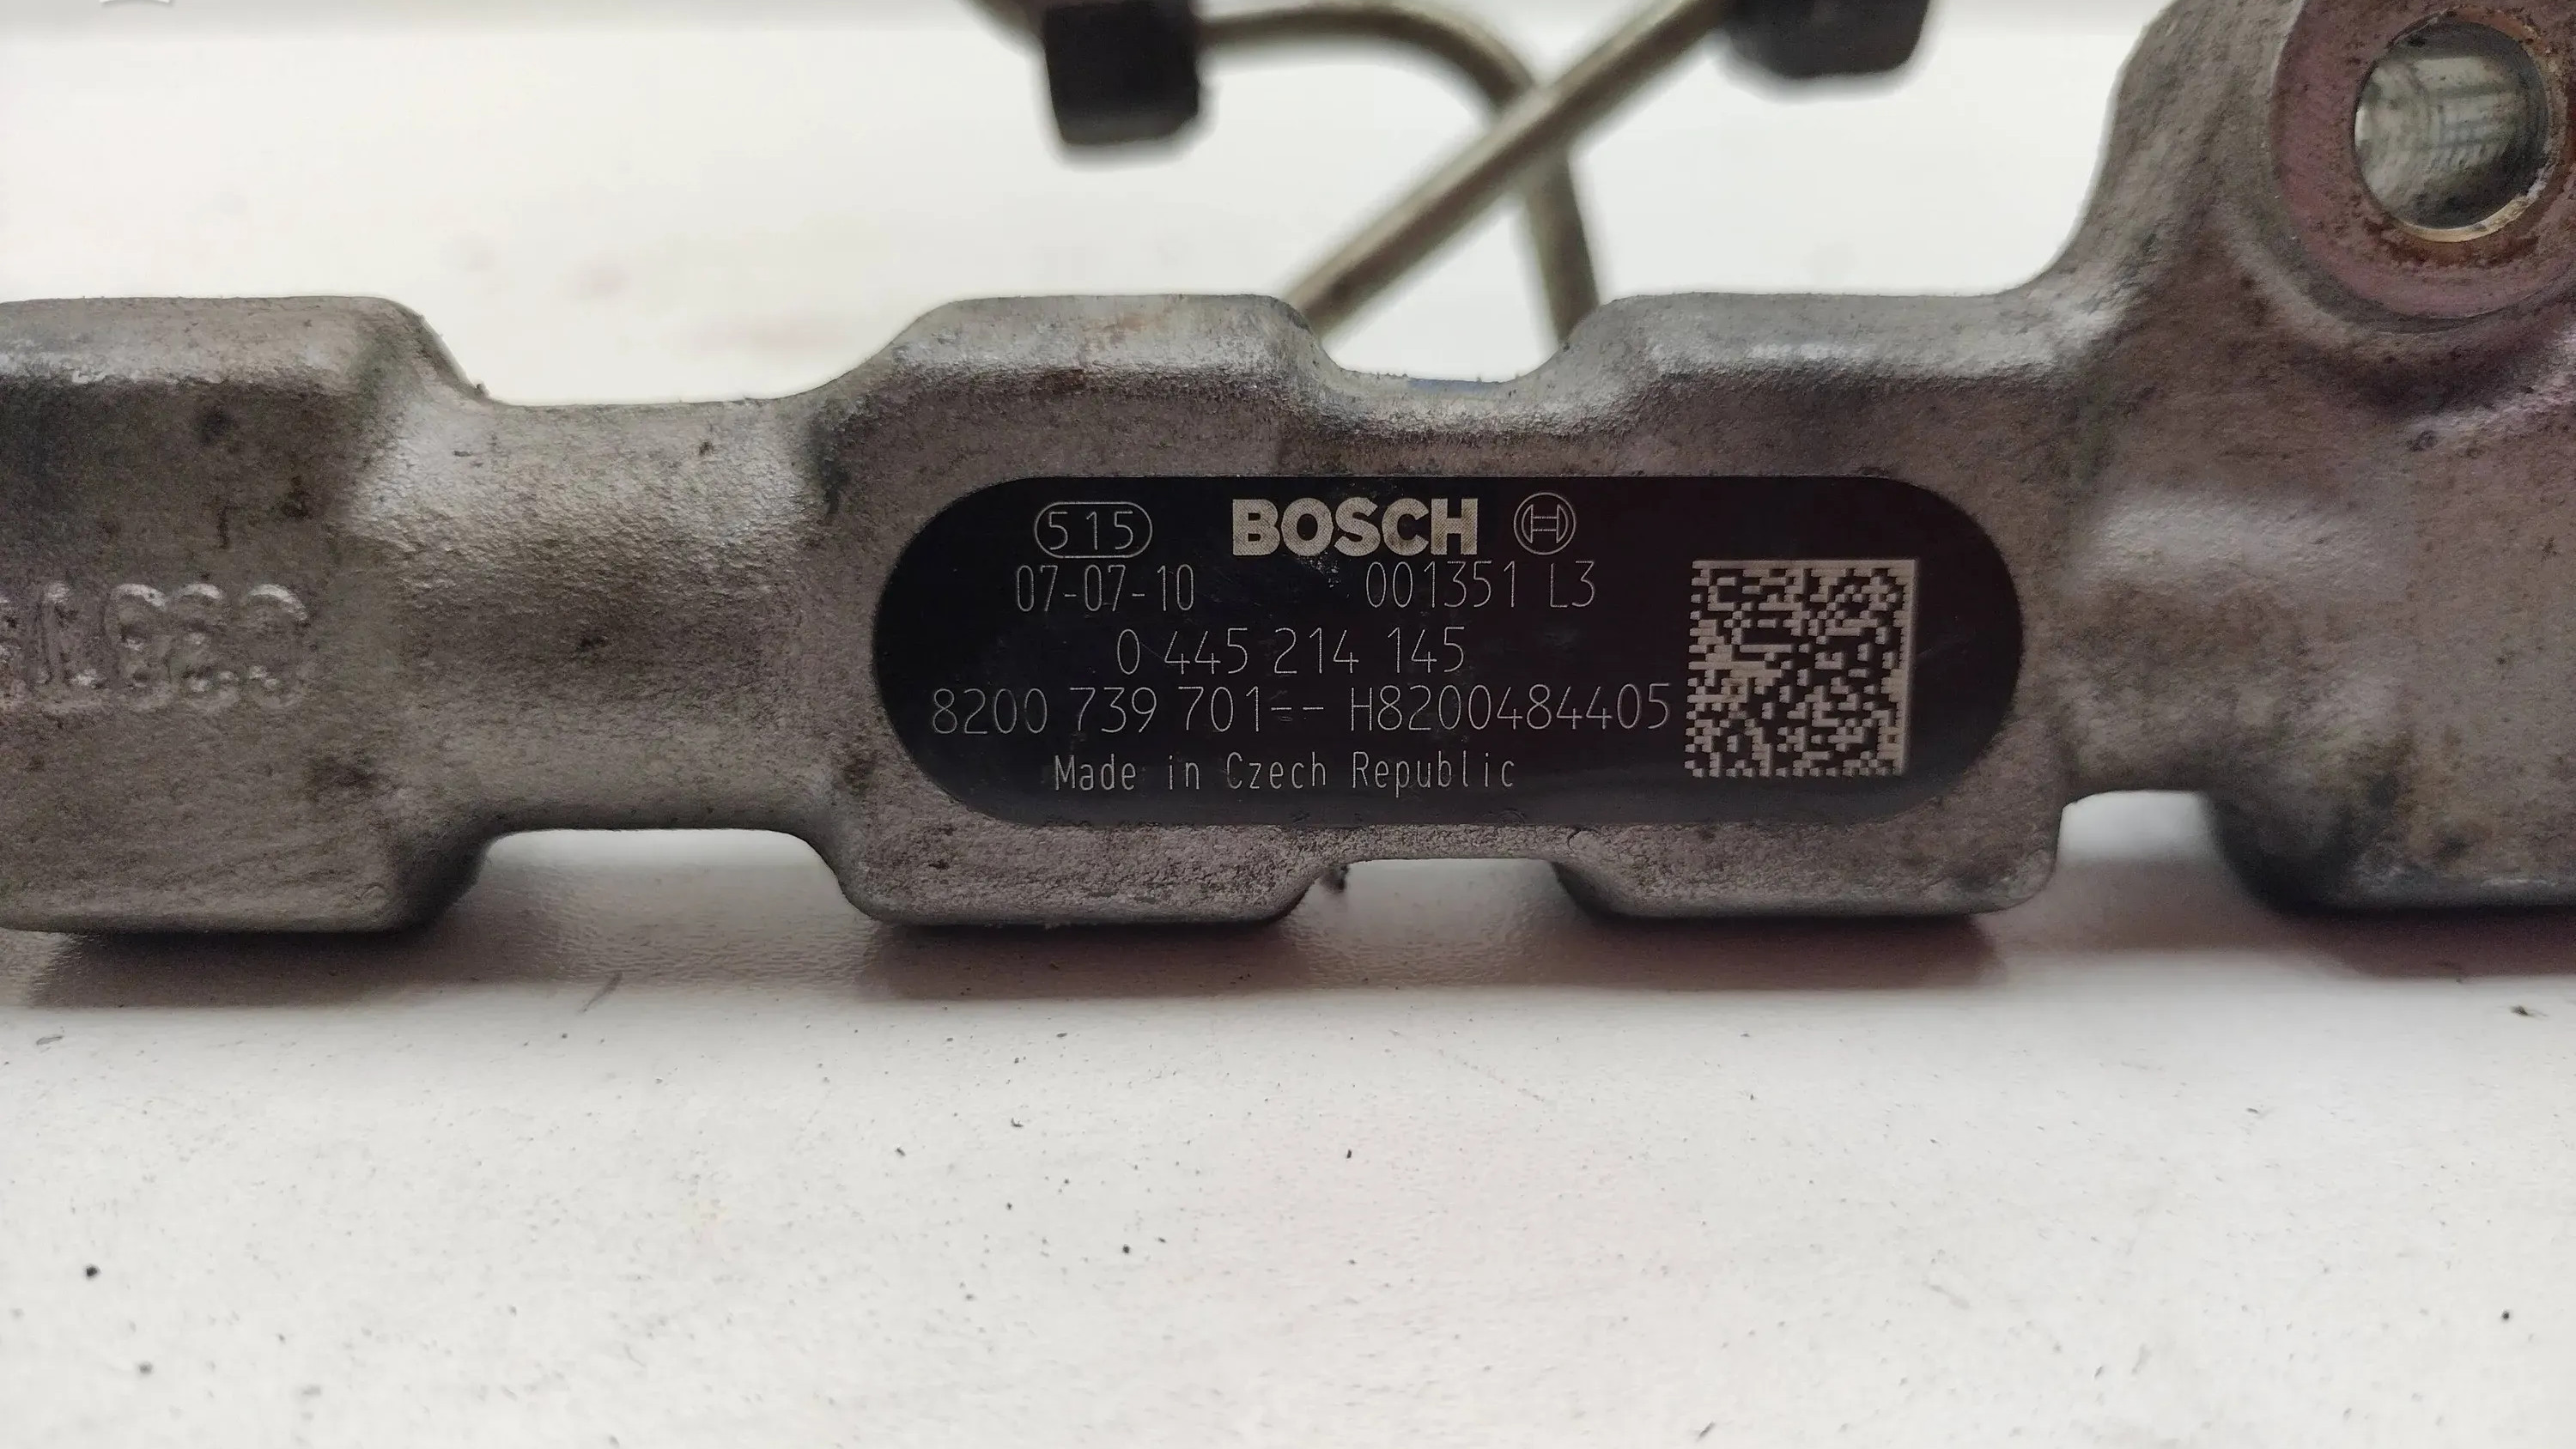 515 BOSCH
07-07-10 001351 L3
0 445 214 145
8200 739 701-- H8200484405
Made in Czech Republic